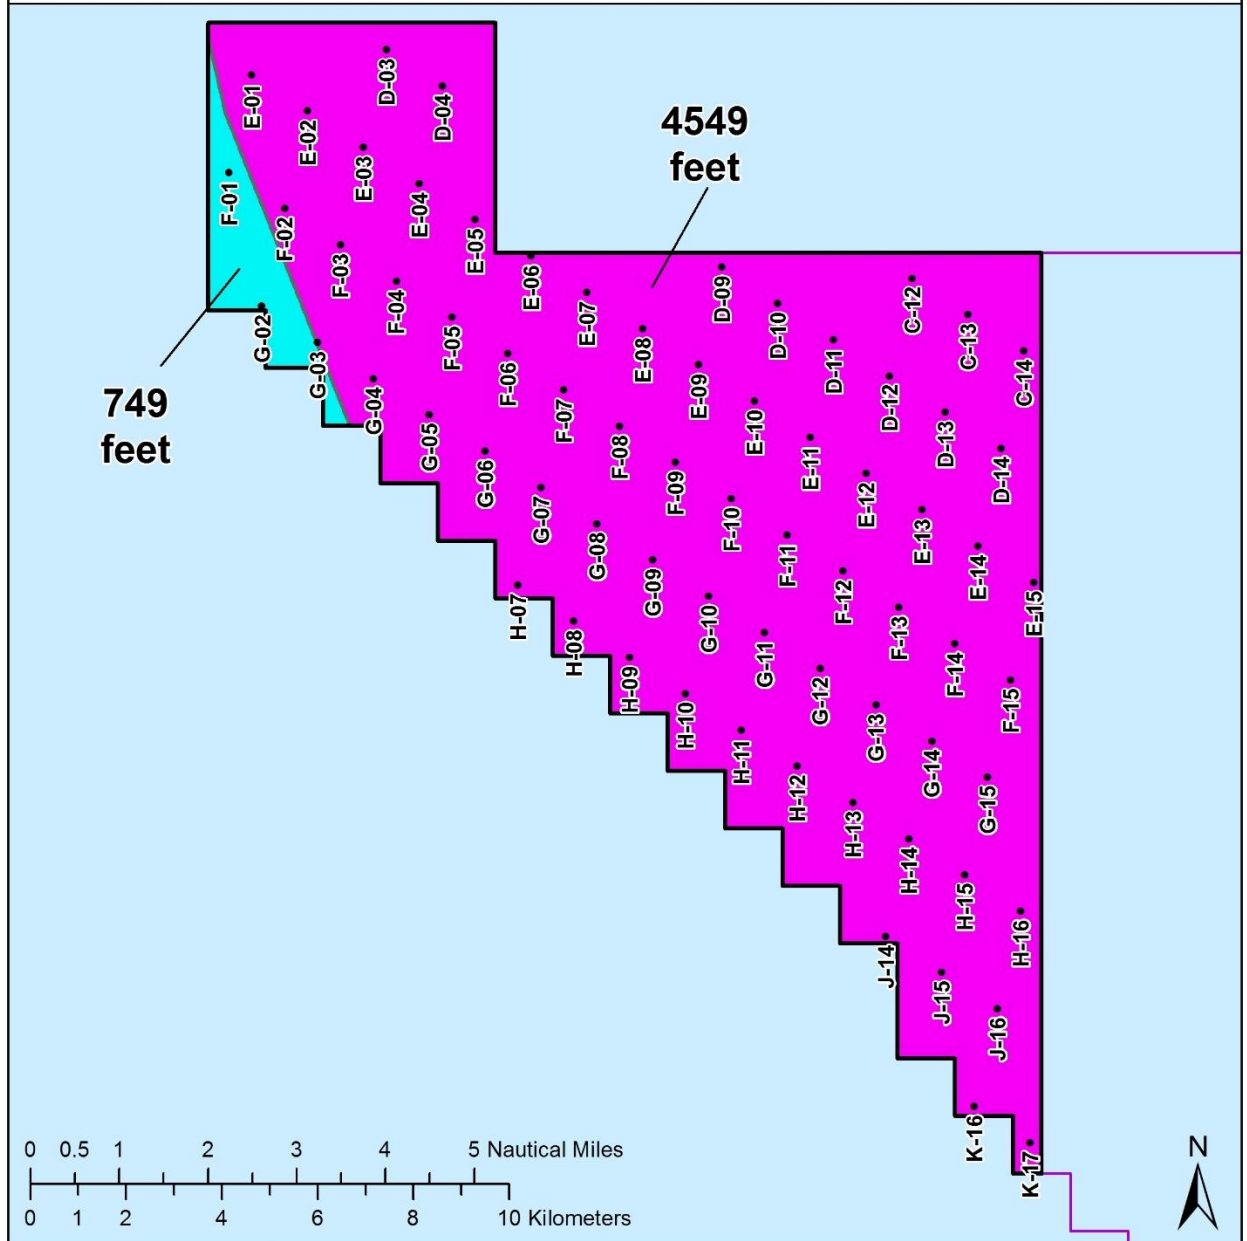 D-03
E-01
D-04
E-02
4549
feet
E-03
F-01
E-04
F-02
E-05
F-03
E-06
C-12
D-09
F-04
E-07
D-10
G-02
C-13
F-05
E-08
D-11
G-03
C-14
F-06
E-09
D-12
G-04
749
feet
F-07
E-10
D-13
G-05
F-08
E-11
D-14
G-06
F-09
E-12
G-07
F-10
E-13
G-08
F-11
E-14
G-09
F-12
E-15
H-07
G-10
F-13
H-08
G-11
F-14
H-09
G-12
F-15
H-10
G-13
H-11
G-14
H-12
G-15
H-13
H-14
H-15
H-16
J-14
J-15
J-16
K-16
K-17
0 0.5 1 2 3 4 5 Nautical Miles
0 1 2 4 6 8 10 Kilometers
N